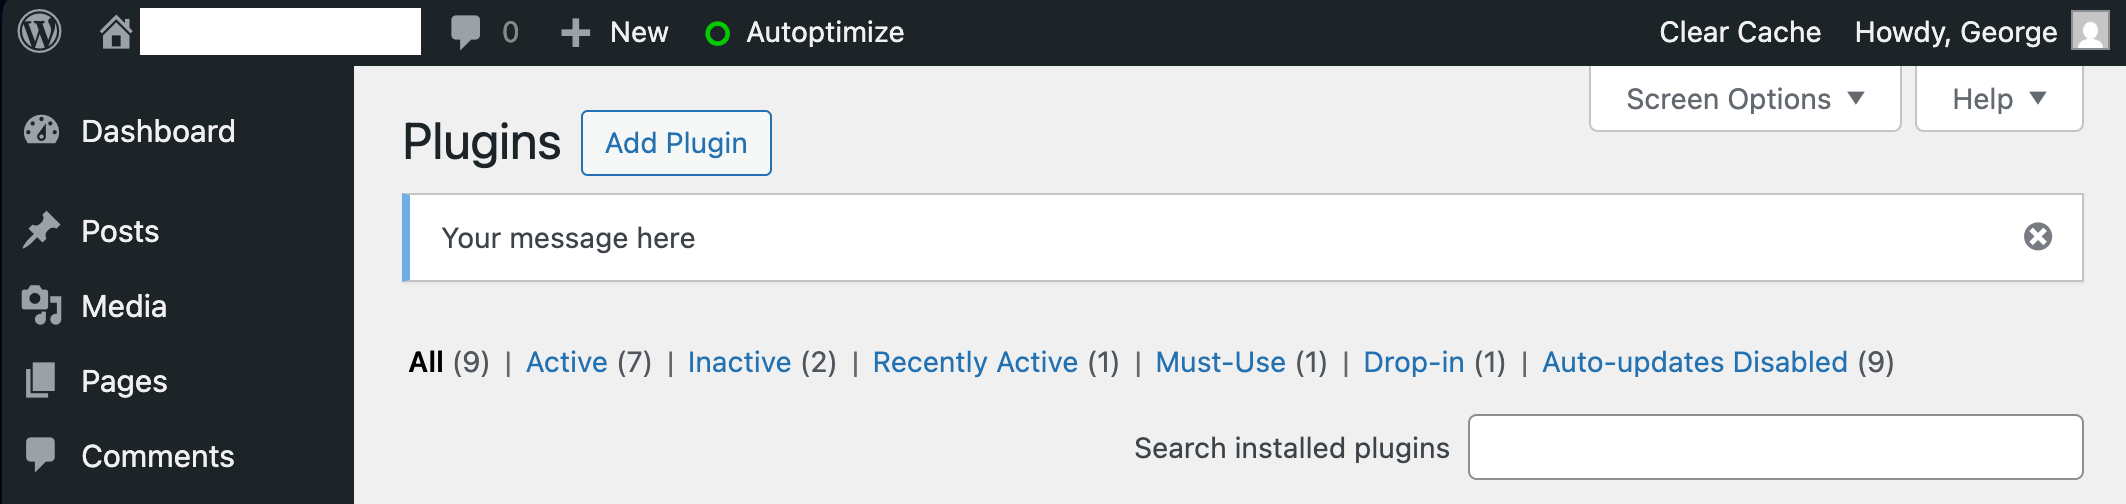 0 New Autoptimize Clear Cache Howdy, George
Screen Options Help
Dashboard
Posts
Media
Pages
Comments
Plugins Add Plugin
Your message here
All (9) | Active (7) | Inactive (2) | Recently Active (1) | Must-Use (1) | Drop-in (1) | Auto-updates Disabled (9)
Search installed plugins